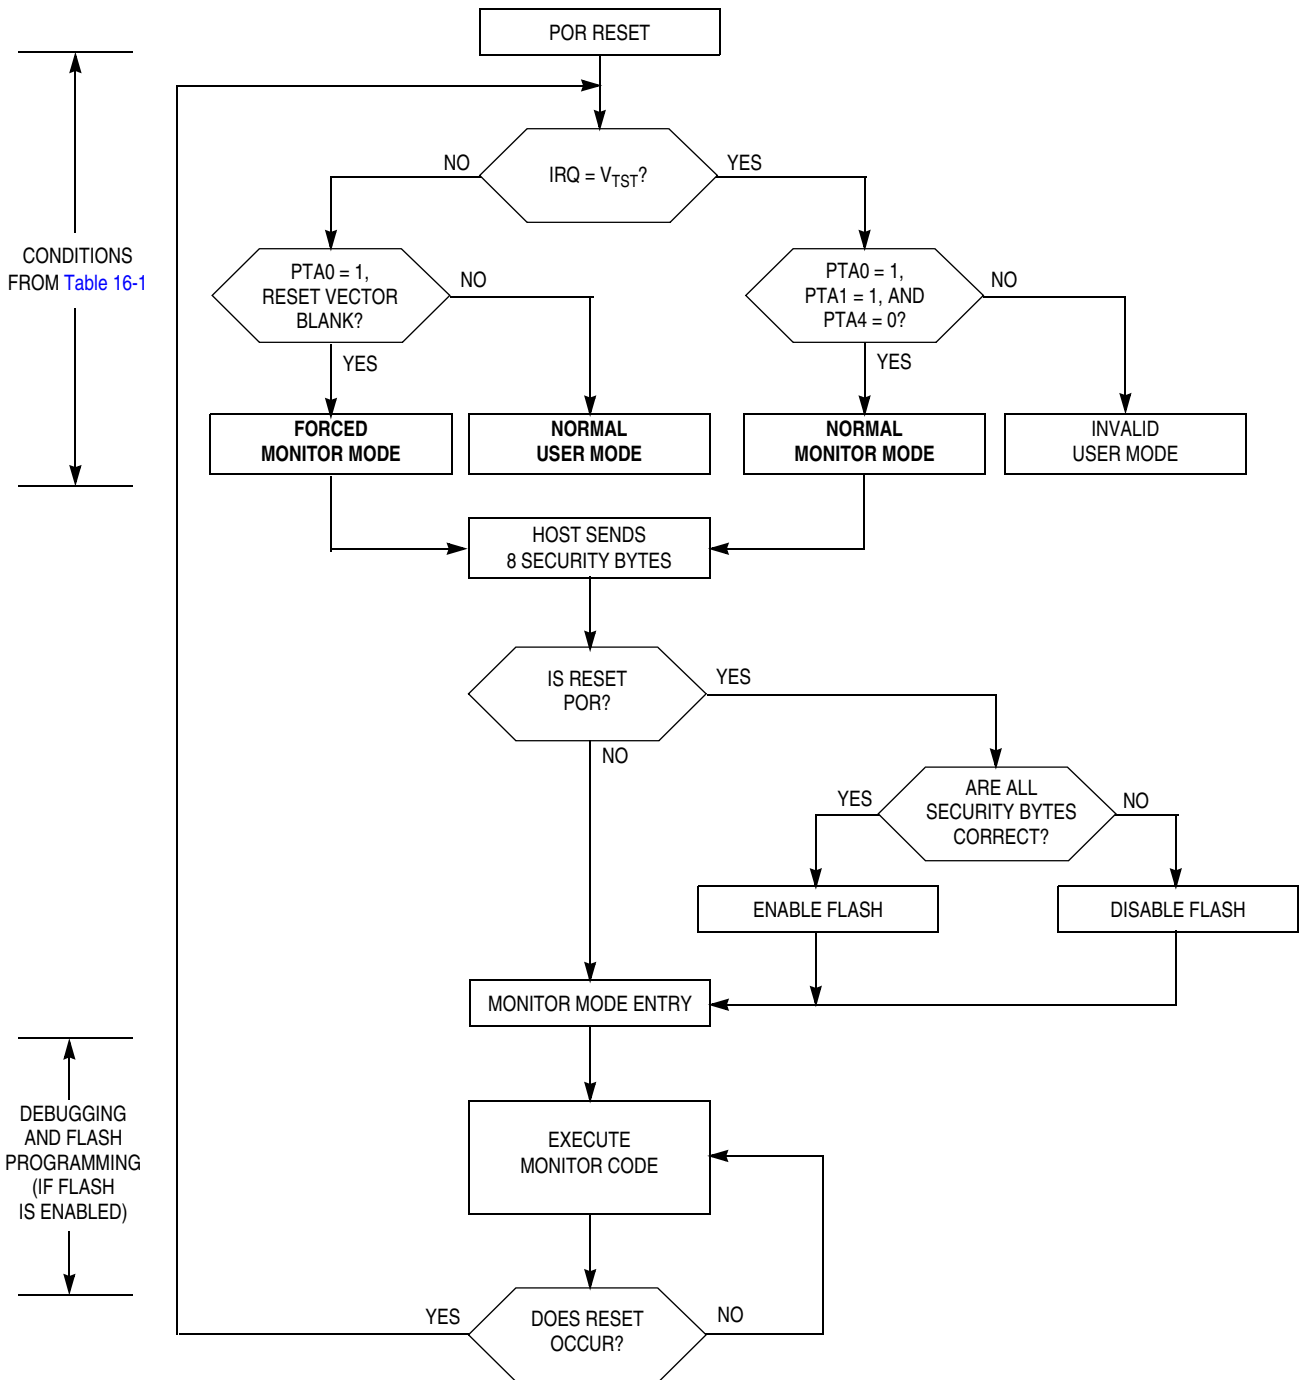 POR RESET
NO
IRQ = VTST?
YES
CONDITIONS
FROM Table 16-1
PTA0 = 1,
RESET VECTOR
BLANK?
NO
YES
PTA0 = 1,
PTA1 = 1, AND
PTA4 = 0?
NO
YES
FORCED
MONITOR MODE
NORMAL
USER MODE
NORMAL
MONITOR MODE
INVALID
USER MODE
HOST SENDS
8 SECURITY BYTES
IS RESET
POR?
YES
NO
ARE ALL
SECURITY BYTES
CORRECT?
YES
NO
ENABLE FLASH
DISABLE FLASH
MONITOR MODE ENTRY
DEBUGGING
AND FLASH
PROGRAMMING
(IF FLASH
IS ENABLED)
EXECUTE
MONITOR CODE
YES
DOES RESET
OCCUR?
NO